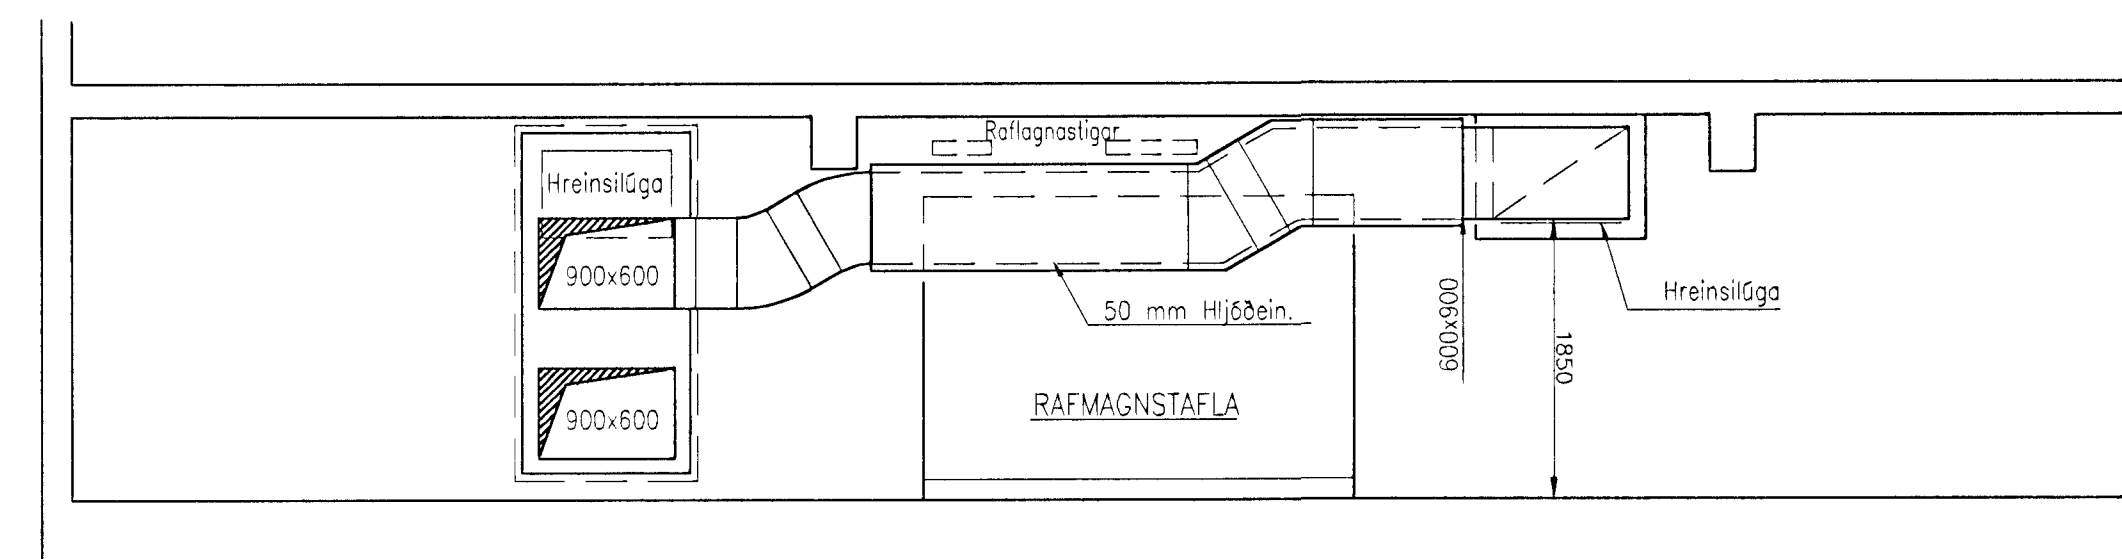 Raflagnastigar
Hreinsilúga
900x600
50 mm Hljóðein.
600x900
1850
Hreinsilúga
RAFMAGNSTAFLA
900x600